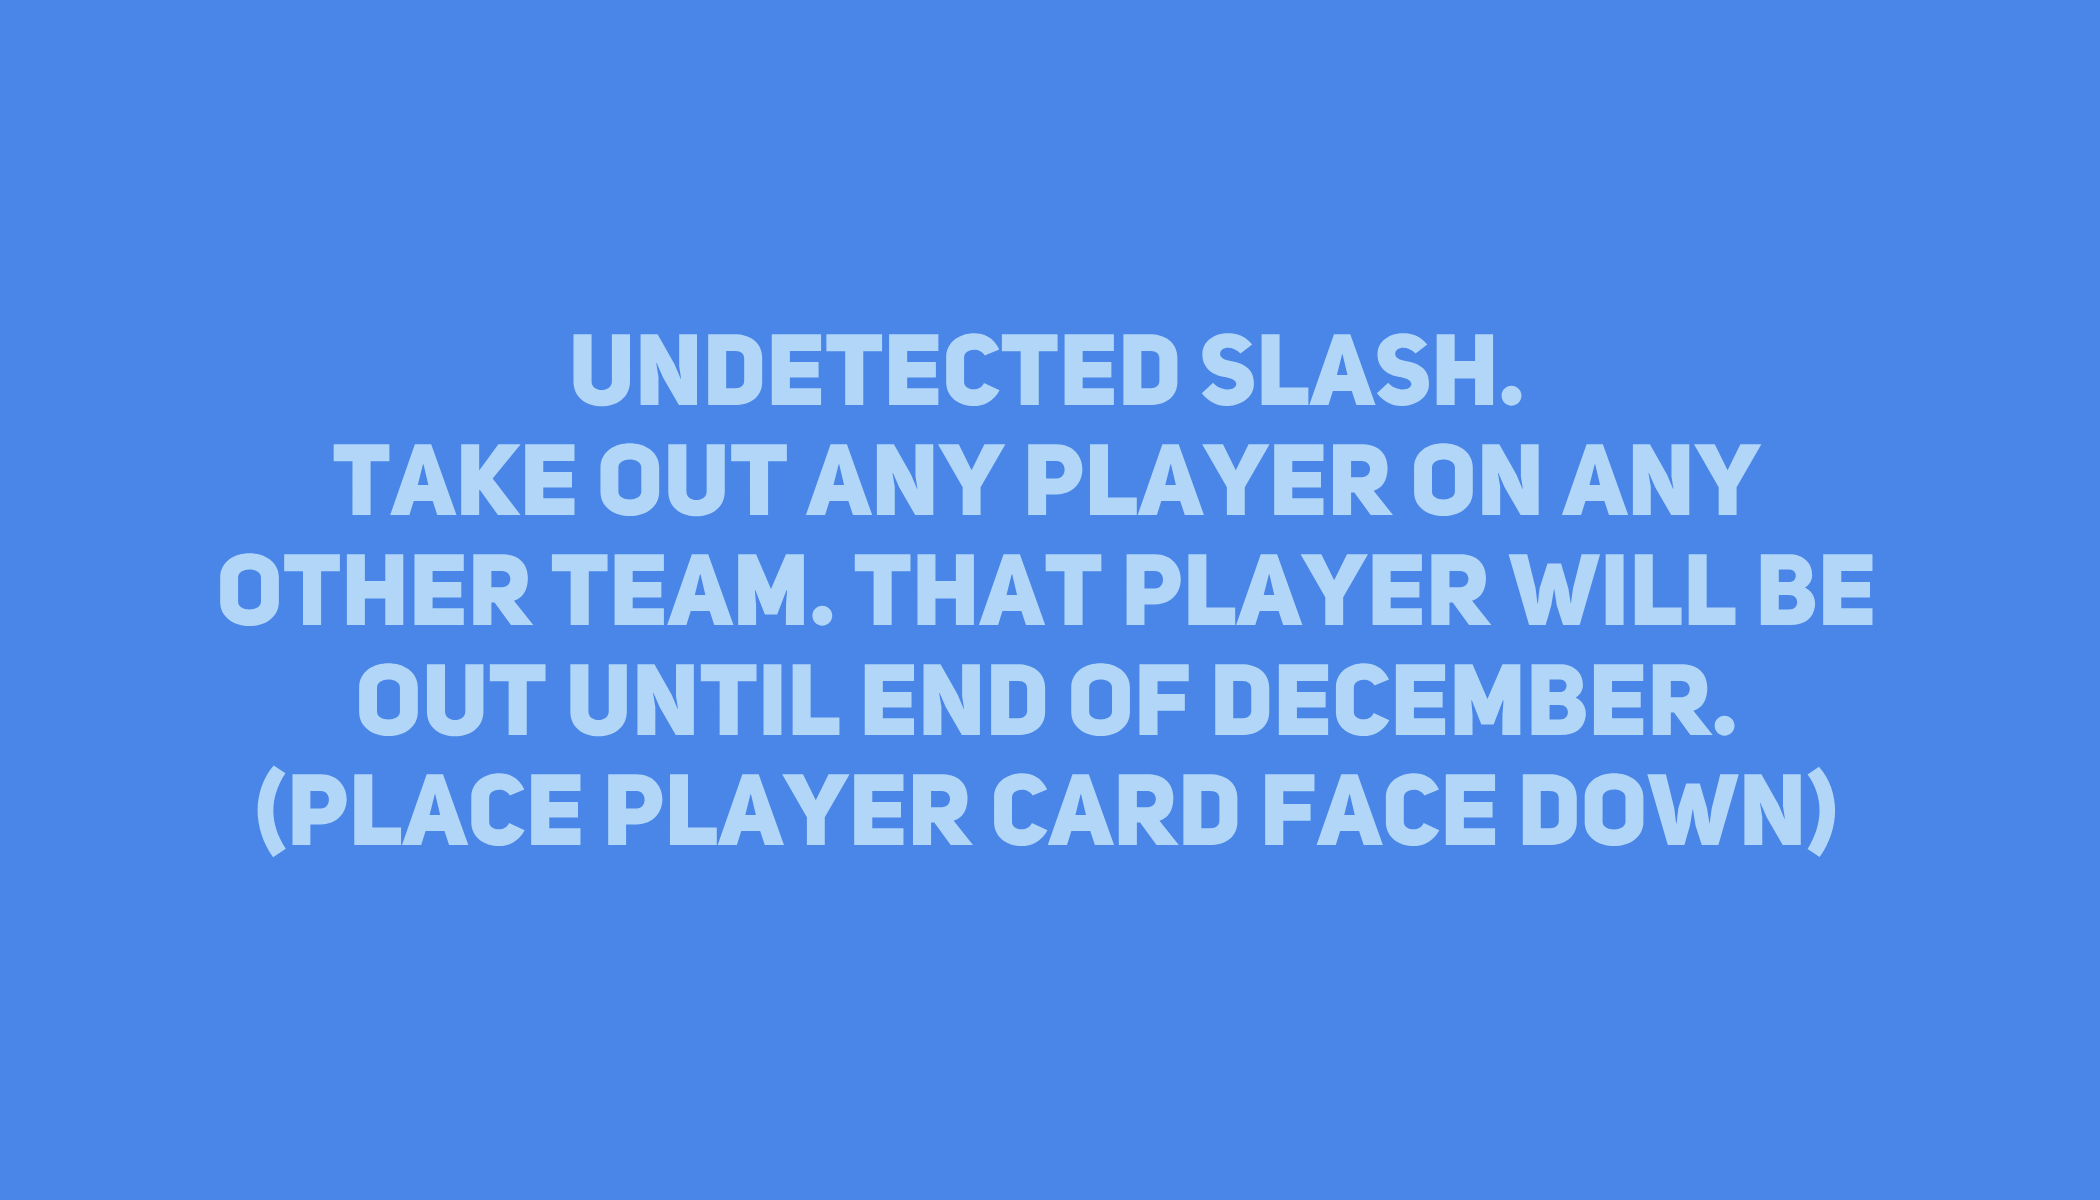 UNDETECTED SLASH.
TAKE OUT ANY PLAYER ON ANY
OTHER TEAM. THAT PLAYER WILL BE
OUT UNTIL END OF DECEMBER.
(PLACE PLAYER CARD FACE DOWN)